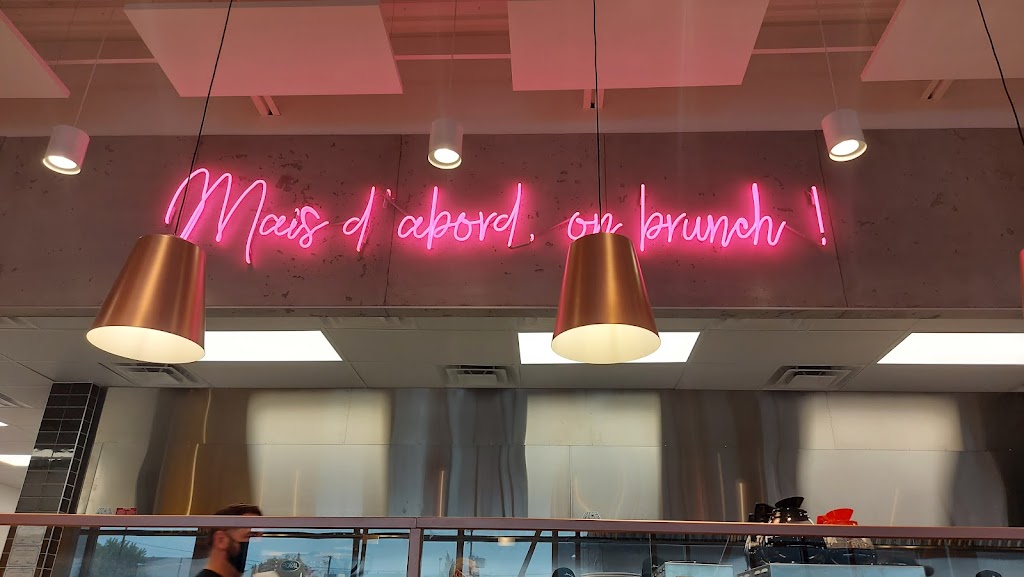 Mais d'abord, on brunch !